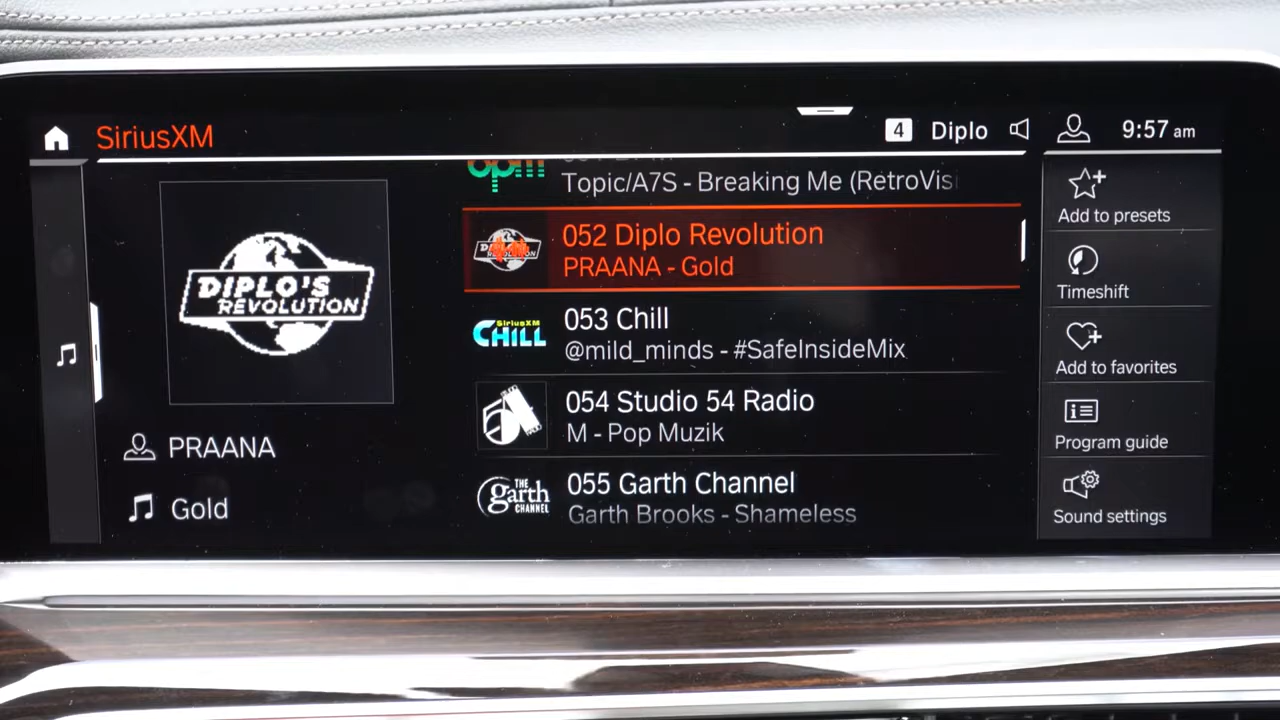 SiriusXM
4 Diplo
9:57 am
DIPLO'S
REVOLUTION
PRAANA
Gold
Topic/A7S - Breaking Me (RetroVisi
052 Diplo Revolution
PRAANA - Gold
SiriusXM
CHILL
053 Chill
@mild_minds - #SafeInsideMix
054 Studio 54 Radio
M - Pop Muzik
THE
garth
CHANNEL
055 Garth Channel
Garth Brooks - Shameless
Add to presets
Timeshift
Add to favorites
Program guide
Sound settings